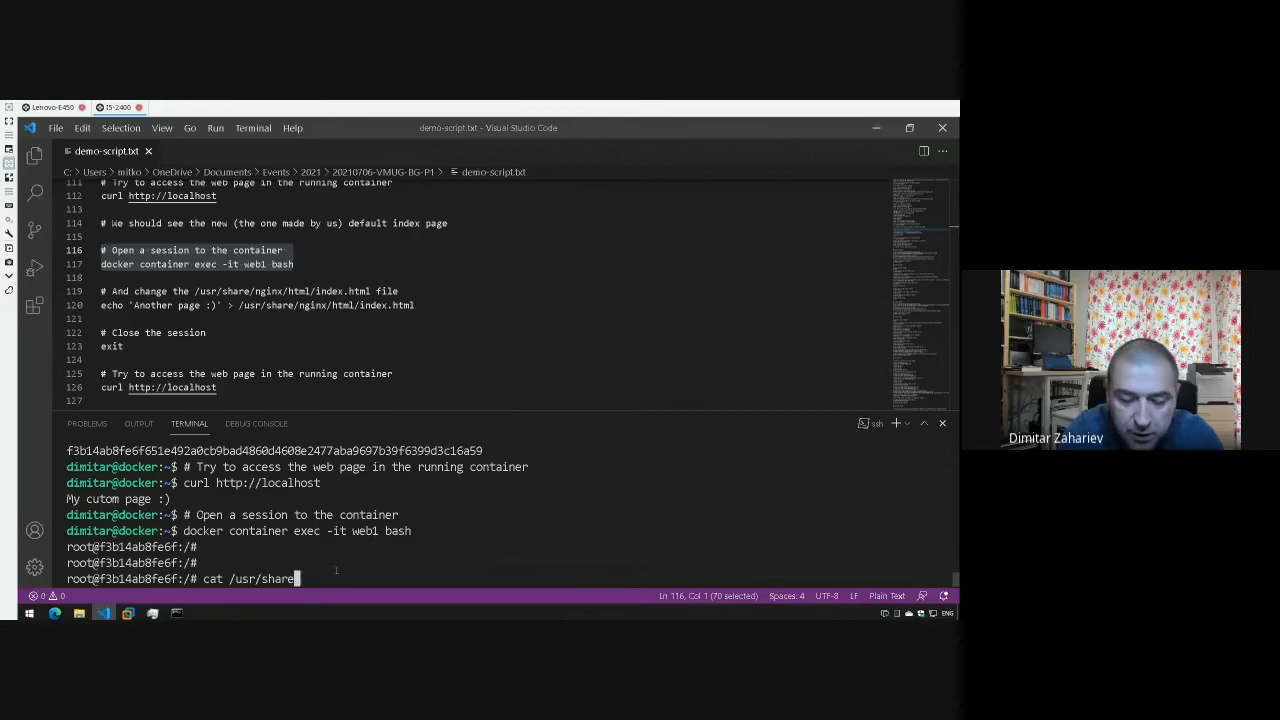 Lenovo-E450
I5-2400
File Edit Selection View Go Run Terminal Help
demo-script.txt - Visual Studio Code
demo-script.txt
C: > Users > mitko > OneDrive > Documents > Events > 2021 > 20210706-VMUG-BG-P1 > demo-script.txt
111 # Try to access the web page in the running container
112 curl http://localhost
113
114 # We should see the new (the one made by us) default index page
115
116 # Open a session to the container
117 docker container exec -it web1 bash
118
119 # And change the /usr/share/nginx/html/index.html file
120 echo 'Another page ...' > /usr/share/nginx/html/index.html
121
122 # Close the session
123 exit
124
125 # Try to access the web page in the running container
126 curl http://localhost
127
PROBLEMS OUTPUT TERMINAL DEBUG CONSOLE
ssh
f3b14ab8fe6f651e492a0cb9bad4860d4608e2477aba9697b39f6399d3c16a59
dimitar@docker:~$ # Try to access the web page in the running container
dimitar@docker:~$ curl http://localhost
My cutom page :)
dimitar@docker:~$ # Open a session to the container
dimitar@docker:~$ docker container exec -it web1 bash
root@f3b14ab8fe6f:/#
root@f3b14ab8fe6f:/#
root@f3b14ab8fe6f:/# cat /usr/share
0 0 Ln 116, Col 1 (70 selected) Spaces: 4 UTF-8 LF Plain Text
ENG
Dimitar Zahariev